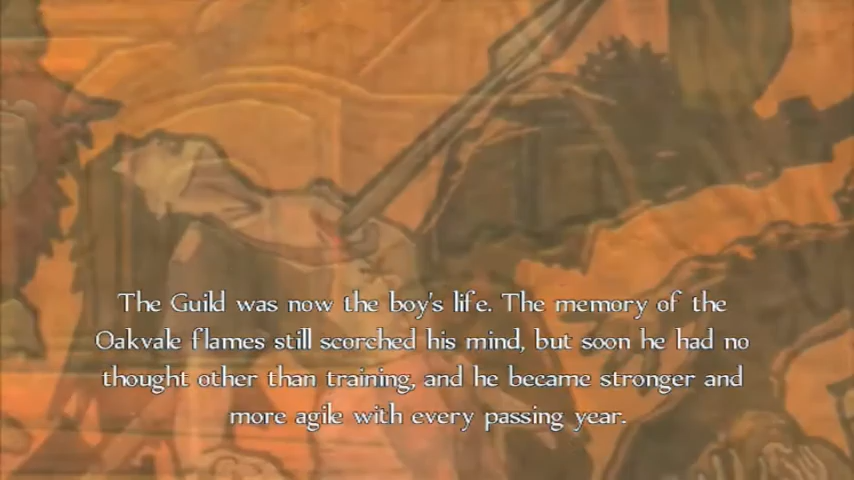 The Guild was now the boy's life. The memory of the
Oakvale flames still scorched his mind, but soon he had no
thought other than training, and he became stronger and
more agile with every passing year.